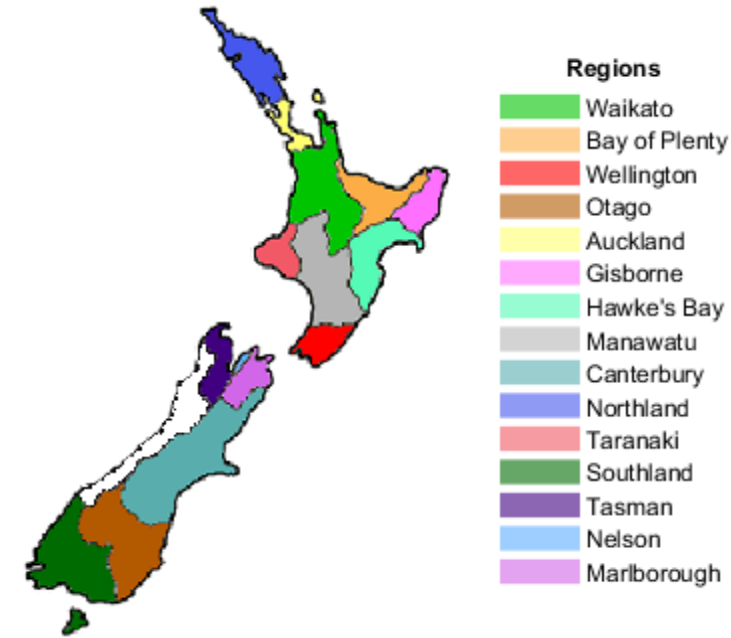 Regions
Waikato
Bay of Plenty
Wellington
Otago
Auckland
Gisborne
Hawke's Bay
Manawatu
Canterbury
Northland
Taranaki
Southland
Tasman
Nelson
Marlborough